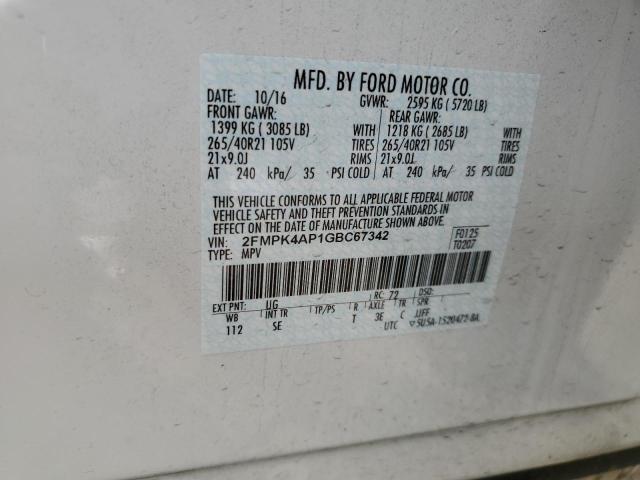 MFD. BY FORD MOTOR CO.
DATE: 10/16 GVWR: 2595 KG ( 5720 LB)
FRONT GAWR: REAR GAWR:
1399 KG ( 3085 LB) WITH 1218 KG ( 2685 LB) WITH
265/40R21 105V TIRES 265/40R21 105V TIRES
21x9.0J RIMS 21x9.0J RIMS
AT 240 kPa/ 35 PSI COLD AT 240 kPa/ 35 PSI COLD
THIS VEHICLE CONFORMS TO ALL APPLICABLE FEDERAL MOTOR
VEHICLE SAFETY AND THEFT PREVENTION STANDARDS IN
EFFECT ON THE DATE OF MANUFACTURE SHOWN ABOVE.
VIN: 2FMPK4AP1GBC67342 F0125
TYPE: MPV T0207
EXT PNT: UG RC: 72 DSO:
WB INT TR TP/PS R AXLE TR SPR
112 SE T 3E C UFF
UTC